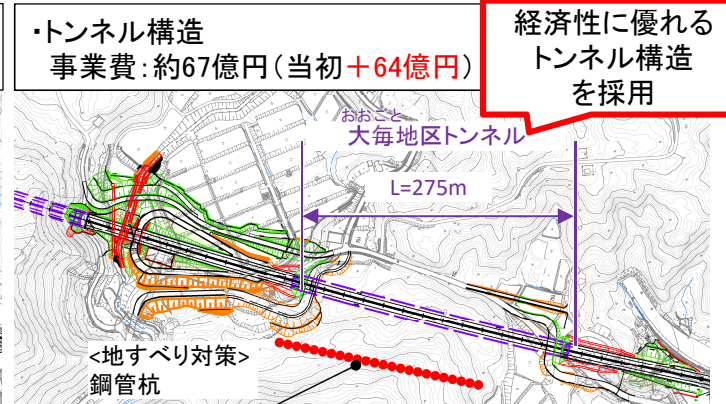 ・トンネル構造
事業費：約67億円（当初＋64億円）
経済性に優れる
トンネル構造
を採用
おおごと
大毎地区トンネル
L=275m
<地すべり対策>
鋼管杭